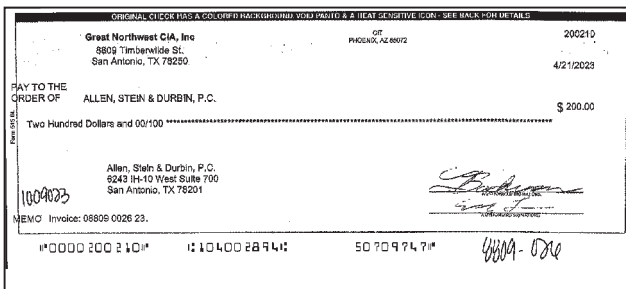 ORIGINAL CHECK HAS A COLORED BACKGROUND, VOID PANTO & A HEAT SENSITIVE ICON - SEE BACK FOR DETAILS
Great Northwest CIA, Inc CIT 200210
8809 Timberwilde St. PHOENIX, AZ 85072
San Antonio, TX 78250
4/21/2023
PAY TO THE
ORDER OF ALLEN, STEIN & DURBIN, P.C.
$ 200.00
Two Hundred Dollars and 00/100 ****
Allen, Stein & Durbin, P.C.
6243 IH-10 West Suite 700
San Antonio, TX 78201
1009023
MEMO Invoice: 08809 0026 23.
⑈0000200210⑈ ⑆104002894⑆ 50709747⑈ 8809-026